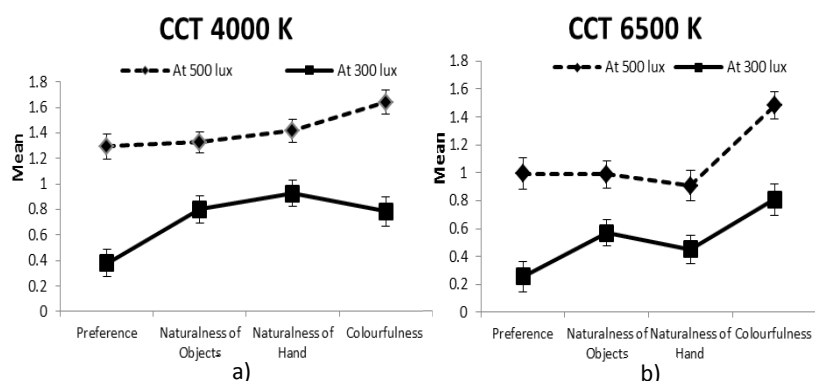 CCT 4000 K
At 500 lux
At 300 lux
1.8
1.6
1.4
1.2
1
0.8
0.6
0.4
0.2
0
Mean
Preference
Naturalness of
Objects
Naturalness of
Hand
Colourfulness
a)
CCT 6500 K
At 500 lux
At 300 lux
1.8
1.6
1.4
1.2
1
0.8
0.6
0.4
0.2
0
Mean
Preference
Naturalness of
Objects
Naturalness of
Hand
Colourfulness
b)